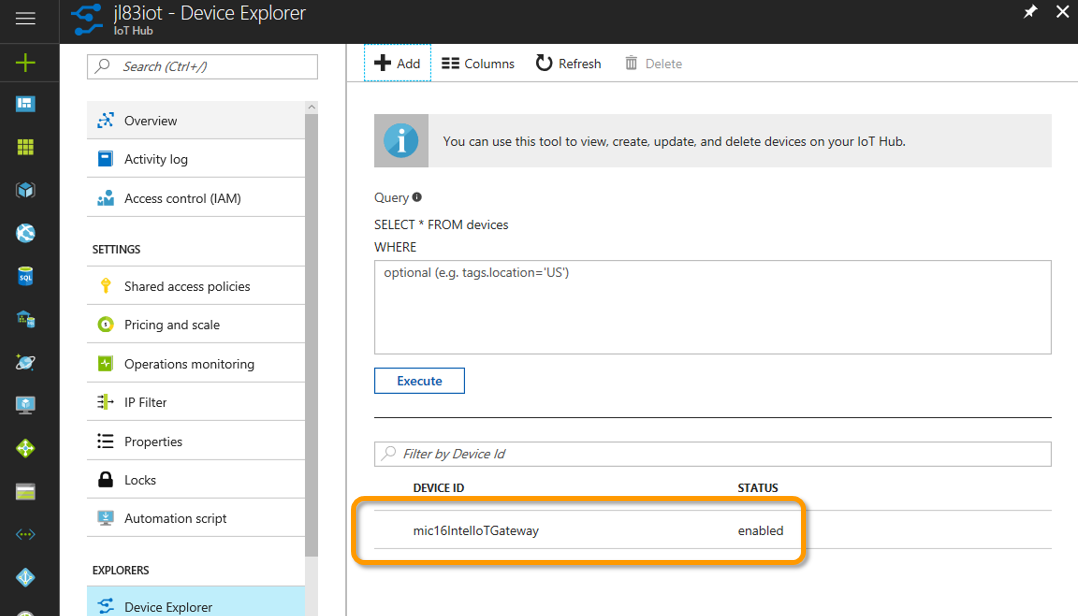 jl83iot - Device Explorer
IoT Hub
Search (Ctrl+/)
Overview
Activity log
Access control (IAM)
SETTINGS
Shared access policies
Pricing and scale
Operations monitoring
IP Filter
Properties
Locks
Automation script
EXPLORERS
Device Explorer
Add Columns Refresh Delete
You can use this tool to view, create, update, and delete devices on your IoT Hub.
Query
SELECT * FROM devices
WHERE
optional (e.g. tags.location='US')
Execute
Filter by Device Id
DEVICE ID STATUS
mic16IntelIoTGateway enabled
SQL